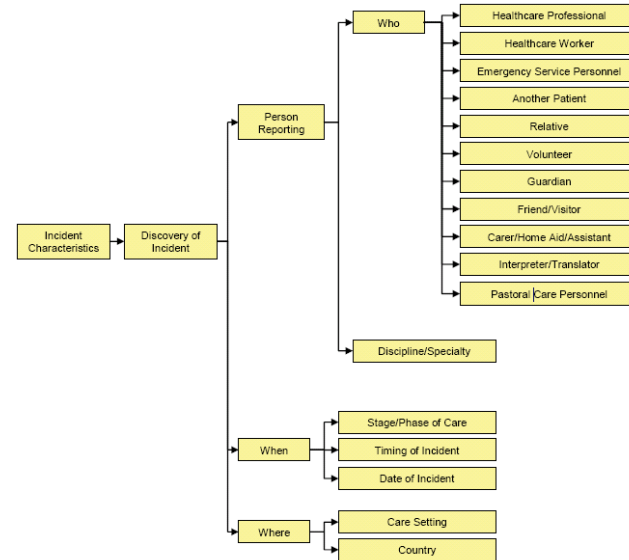 Incident
Characteristics
Discovery of
Incident
Person
Reporting
Who
Healthcare Professional
Healthcare Worker
Emergency Service Personnel
Another Patient
Relative
Volunteer
Guardian
Friend/Visitor
Carer/Home Aid/Assistant
Interpreter/Translator
Pastoral Care Personnel
Discipline/Specialty
When
Stage/Phase of Care
Timing of Incident
Date of Incident
Where
Care Setting
Country